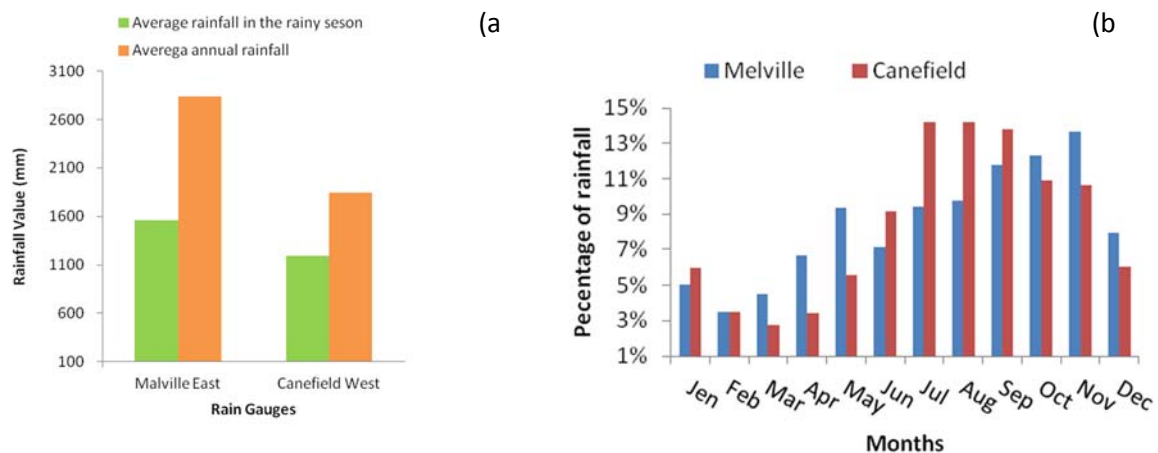 Average rainfall in the rainy seson
Averega annual rainfall
(a
3100
2600
2100
1600
1100
600
100
Rainfall Value (mm)
Malville East
Canefield West
Rain Gauges
(b
Melville
Canefield
15%
13%
11%
9%
7%
5%
3%
1%
Pecentage of rainfall
Jen
Feb
Mar
Apr
May
Jun
Jul
Aug
Sep
Oct
Nov
Dec
Months